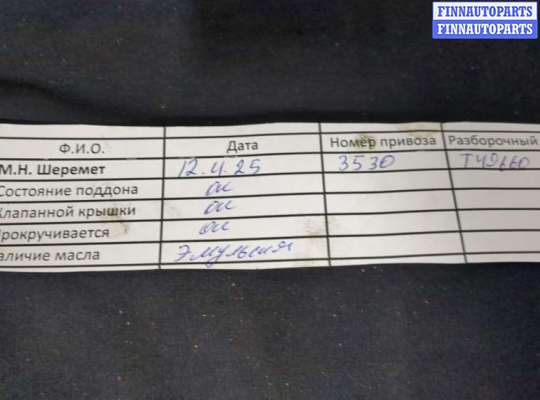 FINNAUTOPARTS
FINNAUTOPARTS
Ф.И.О. Дата Номер привоза Разборочный
М.Н. Шеремет 12.4.25 3530
Состояние поддона ок
Клапанной крышки ок
Прокручивается ок
аличие масла Эмульсия